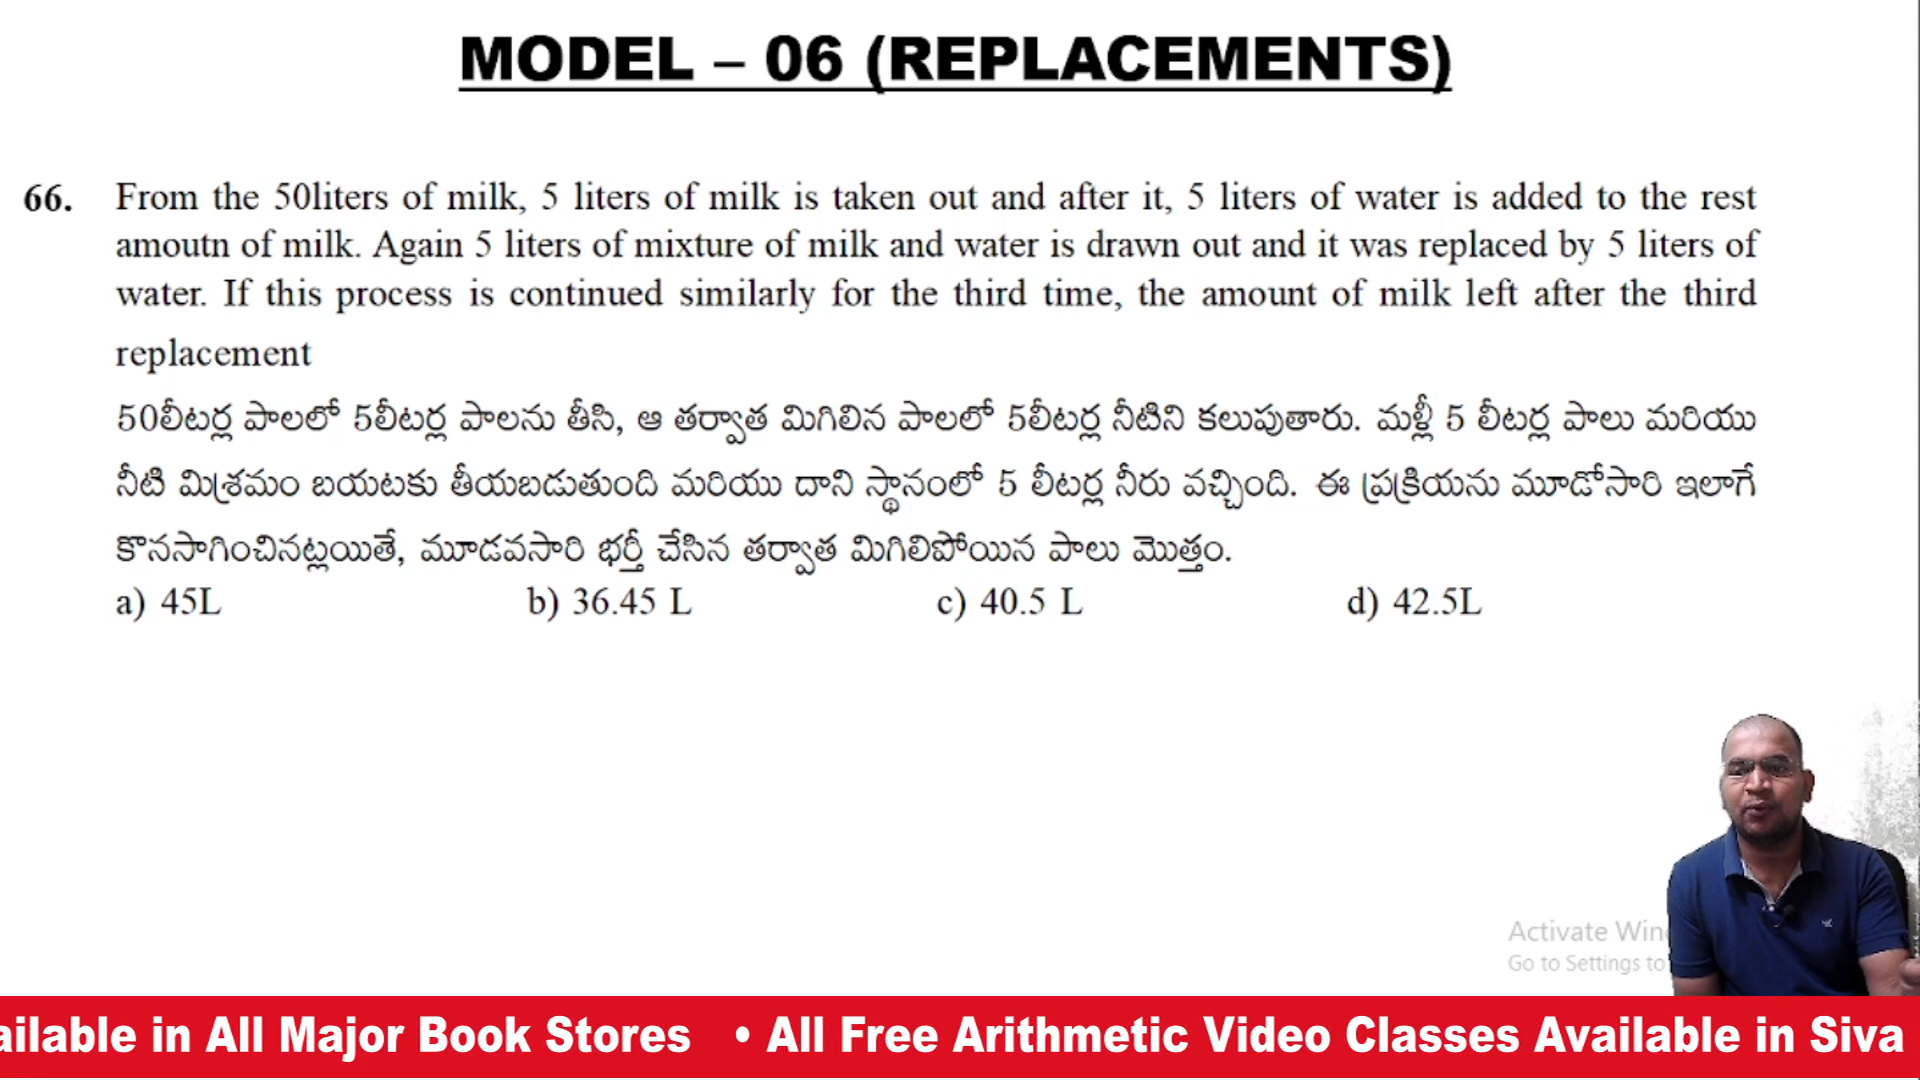 MODEL – 06 (REPLACEMENTS)
66. From the 50liters of milk, 5 liters of milk is taken out and after it, 5 liters of water is added to the rest
amoutn of milk. Again 5 liters of mixture of milk and water is drawn out and it was replaced by 5 liters of
water. If this process is continued similarly for the third time, the amount of milk left after the third
replacement
50లీటర్ల పాలలో 5లీటర్ల పాలను తీసి, ఆ తర్వాత మిగిలిన పాలలో 5లీటర్ల నీటిని కలుపుతారు. మళ్లీ 5 లీటర్ల పాలు మరియు
నీటి మిశ్రమం బయటకు తీయబడుతుంది మరియు దాని స్థానంలో 5 లీటర్ల నీరు వచ్చింది. ఈ ప్రక్రియను మూడోసారి ఇలాగే
కొనసాగించినట్లయితే, మూడవసారి భర్తీ చేసిన తర్వాత మిగిలిపోయిన పాలు మొత్తం.
a) 45L b) 36.45 L c) 40.5 L d) 42.5L
Activate Win
Go to Settings to
ailable in All Major Book Stores • All Free Arithmetic Video Classes Available in Siva